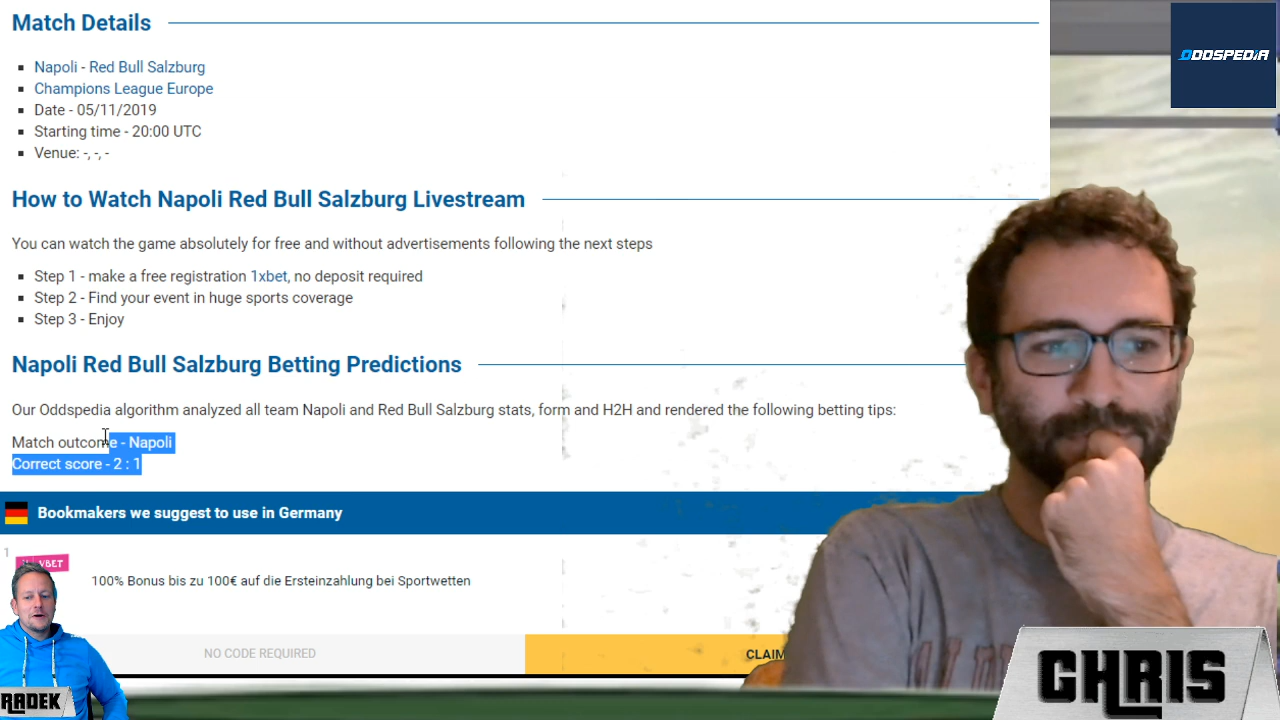 Match Details
Napoli - Red Bull Salzburg
Champions League Europe
Date - 05/11/2019
Starting time - 20:00 UTC
Venue: -, -, -
How to Watch Napoli Red Bull Salzburg Livestream
You can watch the game absolutely for free and without advertisements following the next steps
Step 1 - make a free registration 1xbet, no deposit required
Step 2 - Find your event in huge sports coverage
Step 3 - Enjoy
Napoli Red Bull Salzburg Betting Predictions
Our Oddspedia algorithm analyzed all team Napoli and Red Bull Salzburg stats, form and H2H and rendered the following betting tips:
Match outcome - Napoli
Correct score - 2 : 1
Bookmakers we suggest to use in Germany
1
100% Bonus bis zu 100€ auf die Ersteinzahlung bei Sportwetten
NO CODE REQUIRED
ODDSPEDIA
RADEK
CHRIS